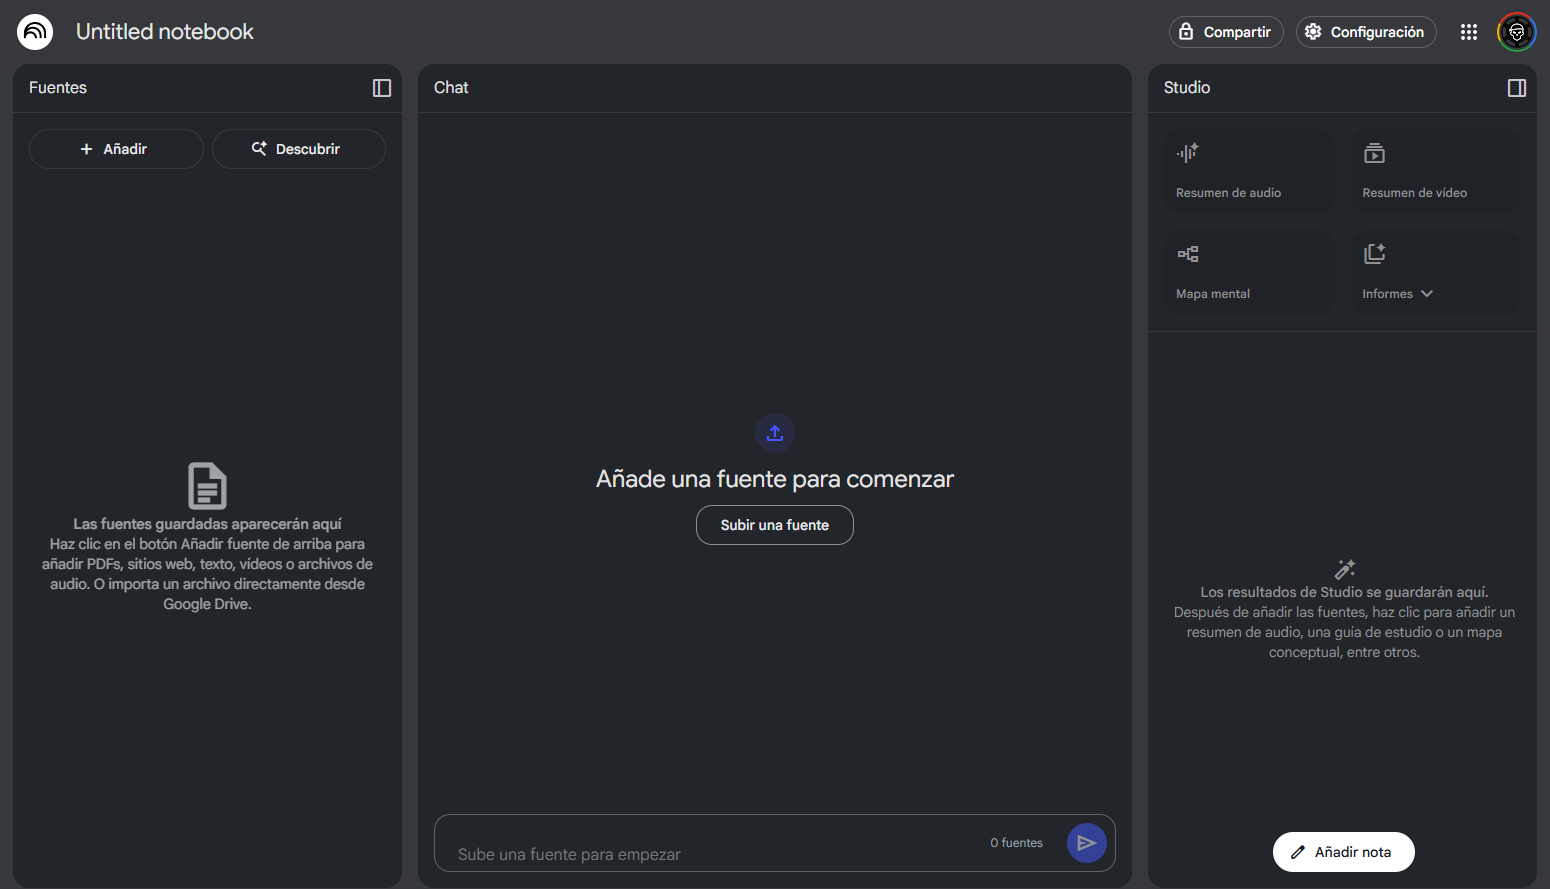 Untitled notebook
Compartir
Configuración
Fuentes
Añadir
Descubrir
Las fuentes guardadas aparecerán aquí
Haz clic en el botón Añadir fuente de arriba para
añadir PDFs, sitios web, texto, vídeos o archivos de
audio. O importa un archivo directamente desde
Google Drive.
Chat
Añade una fuente para comenzar
Subir una fuente
Sube una fuente para empezar
0 fuentes
Studio
Resumen de audio
Resumen de vídeo
Mapa mental
Informes
Los resultados de Studio se guardarán aquí.
Después de añadir las fuentes, haz clic para añadir un
resumen de audio, una guía de estudio o un mapa
conceptual, entre otros.
Añadir nota